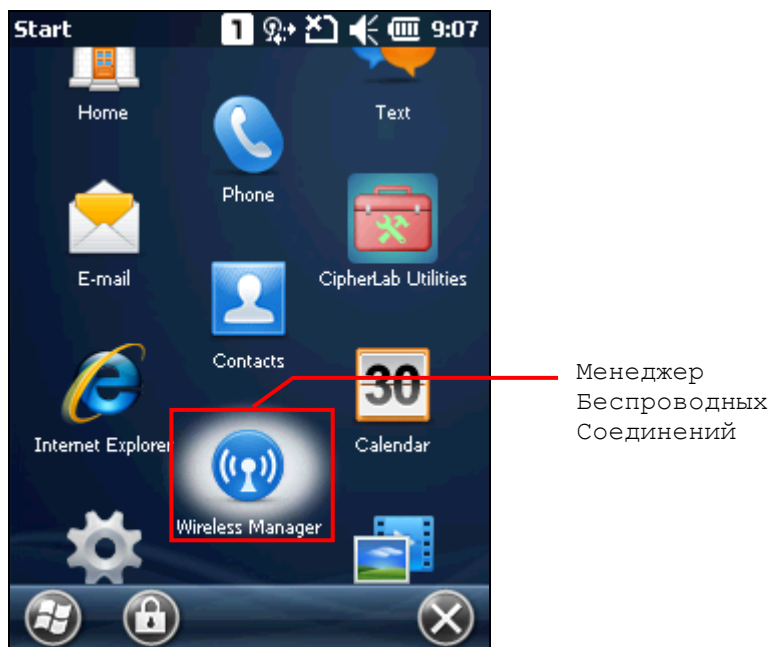 Start 1 9:07
Home
Text
Phone
E-mail
CipherLab Utilities
Contacts
30
Internet Explorer
Calendar
Wireless Manager
Менеджер
Беспроводных
Соединений